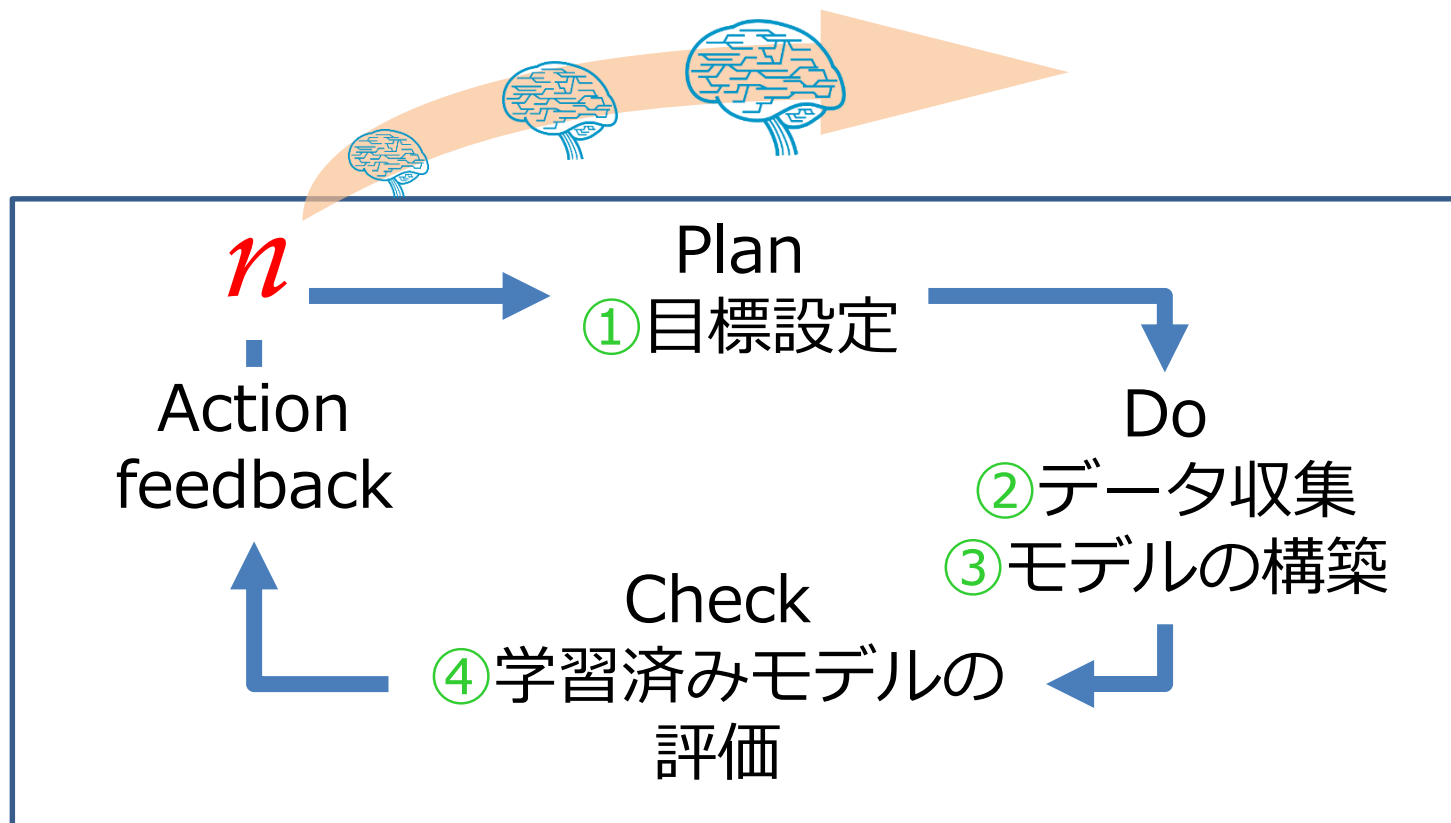 n
Plan
①目標設定
Do
②データ収集
③モデルの構築
Check
④学習済みモデルの
評価
Action
feedback